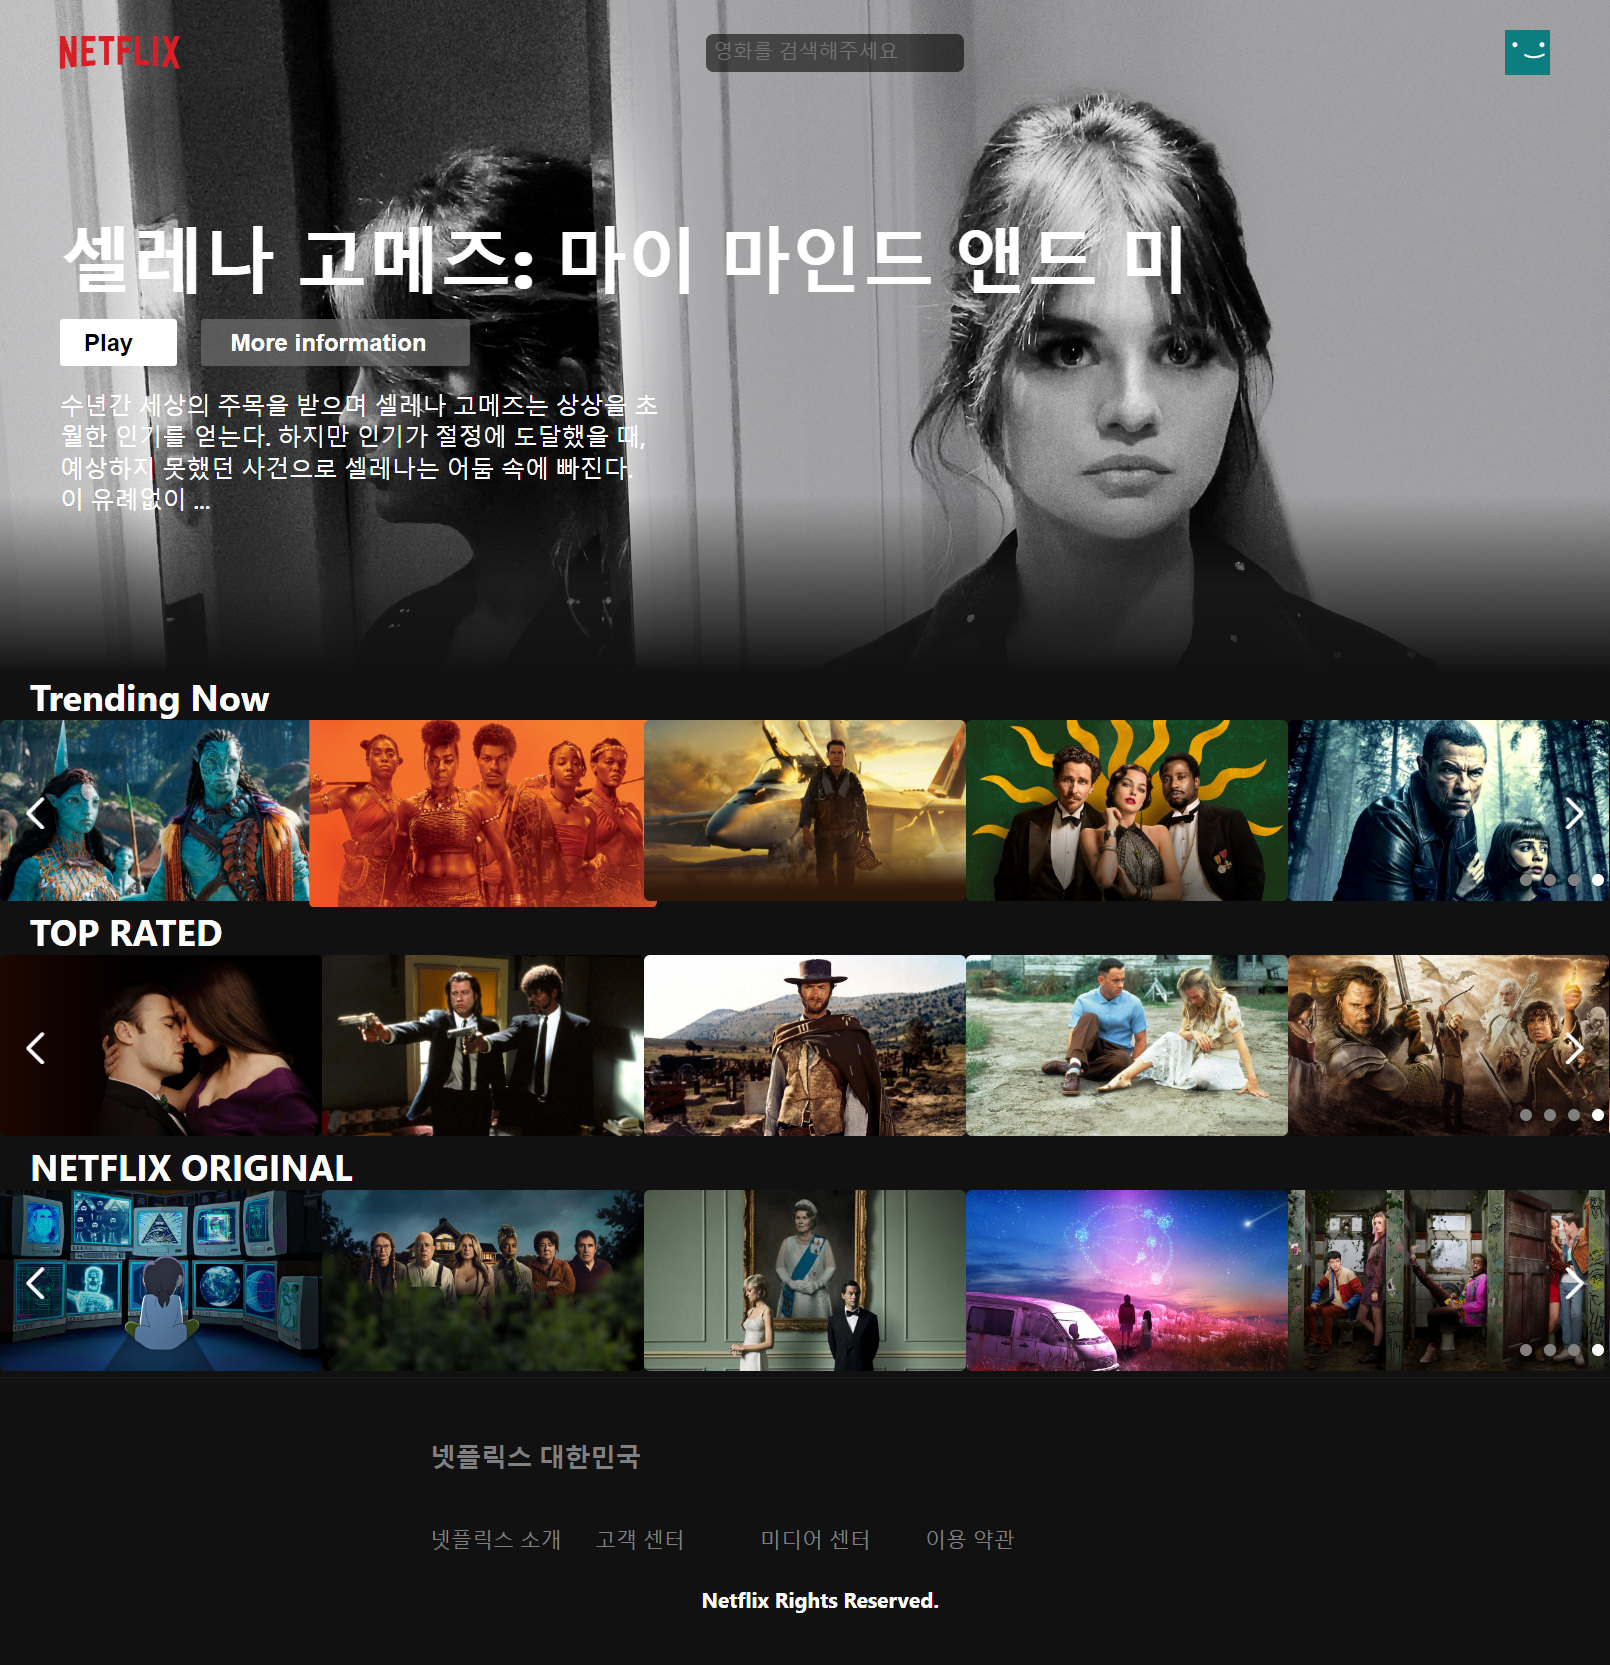 NETFLIX
영화를 검색해주세요
셀레나 고메즈: 마이 마인드 앤드 미
Play
More information
수년간 세상의 주목을 받으며 셀레나 고메즈는 상상을 초
월한 인기를 얻는다. 하지만 인기가 절정에 도달했을 때,
예상하지 못했던 사건으로 셀레나는 어둠 속에 빠진다.
이 유례없이 ...
Trending Now
TOP RATED
NETFLIX ORIGINAL
넷플릭스 대한민국
넷플릭스 소개
고객 센터
미디어 센터
이용 약관
Netflix Rights Reserved.